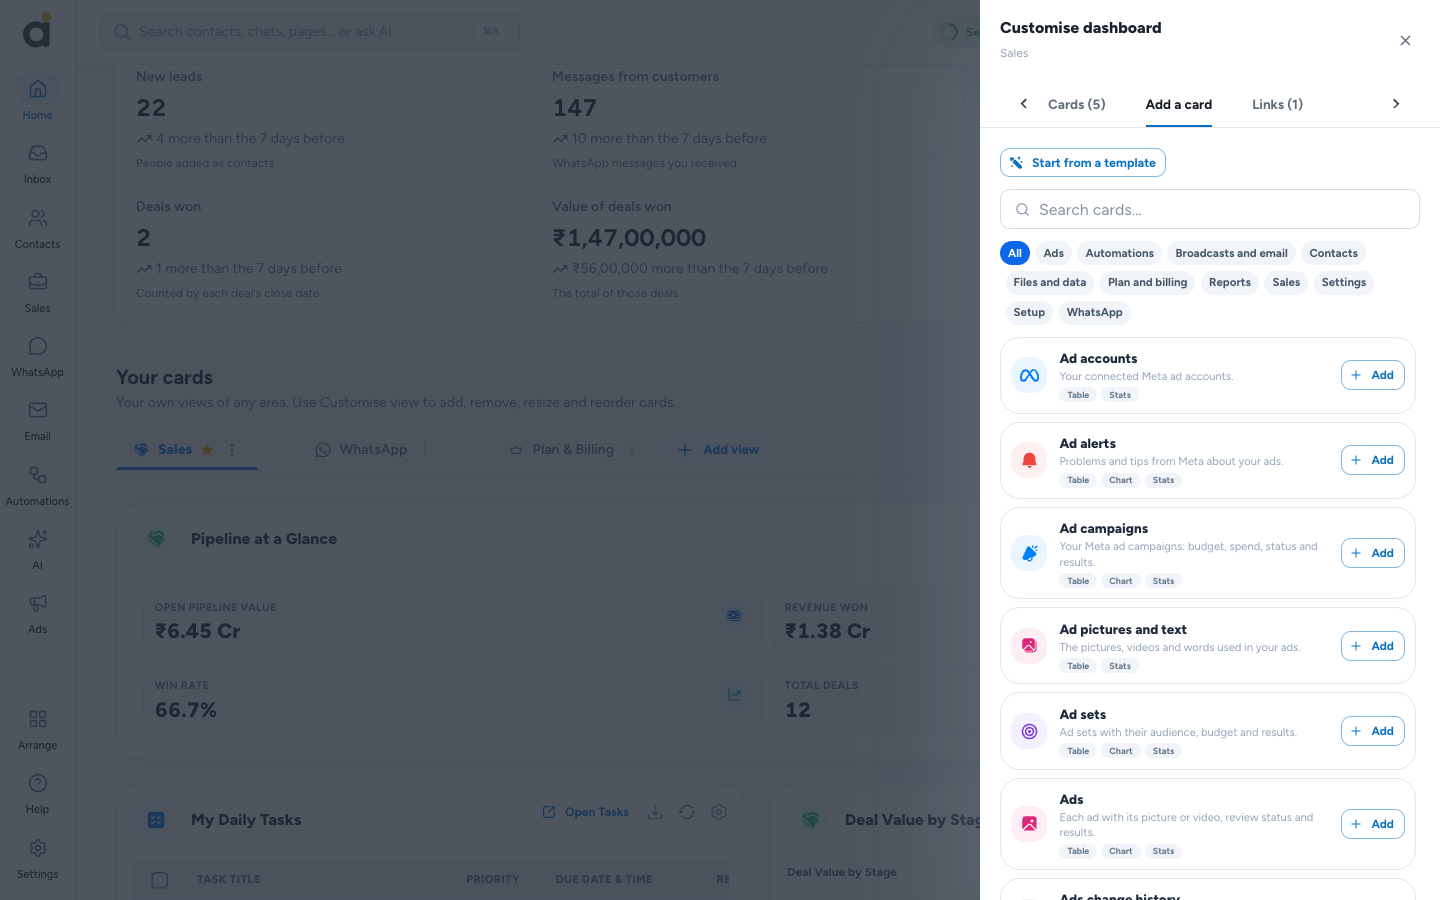 Search contacts, chats, pages... or ask AI
⌘K
Se
Home
Inbox
Contacts
Sales
WhatsApp
Email
Automations
AI
Ads
Arrange
Help
Settings
New leads
22
4 more than the 7 days before
People added as contacts
Messages from customers
147
10 more than the 7 days before
WhatsApp messages you received
Deals won
2
1 more than the 7 days before
Counted by each deal's close date
Value of deals won
₹1,47,00,000
₹56,00,000 more than the 7 days before
The total of those deals
Your cards
Your own views of any area. Use Customise view to add, remove, resize and reorder cards.
Sales
WhatsApp
Plan & Billing
Add view
Pipeline at a Glance
OPEN PIPELINE VALUE
₹6.45 Cr
REVENUE WON
₹1.38 Cr
WIN RATE
66.7%
TOTAL DEALS
12
My Daily Tasks
Open Tasks
TASK TITLE
PRIORITY
DUE DATE & TIME
RE
Deal Value by Stag
Deal Value by Stage
Customise dashboard
Sales
Cards (5)
Add a card
Links (1)
Start from a template
Search cards...
All
Ads
Automations
Broadcasts and email
Contacts
Files and data
Plan and billing
Reports
Sales
Settings
Setup
WhatsApp
Ad accounts
Your connected Meta ad accounts.
Table
Stats
Add
Ad alerts
Problems and tips from Meta about your ads.
Table
Chart
Stats
Add
Ad campaigns
Your Meta ad campaigns: budget, spend, status and
results.
Table
Chart
Stats
Add
Ad pictures and text
The pictures, videos and words used in your ads.
Table
Stats
Add
Ad sets
Ad sets with their audience, budget and results.
Table
Chart
Stats
Add
Ads
Each ad with its picture or video, review status and
results.
Table
Chart
Stats
Add
Ads change history